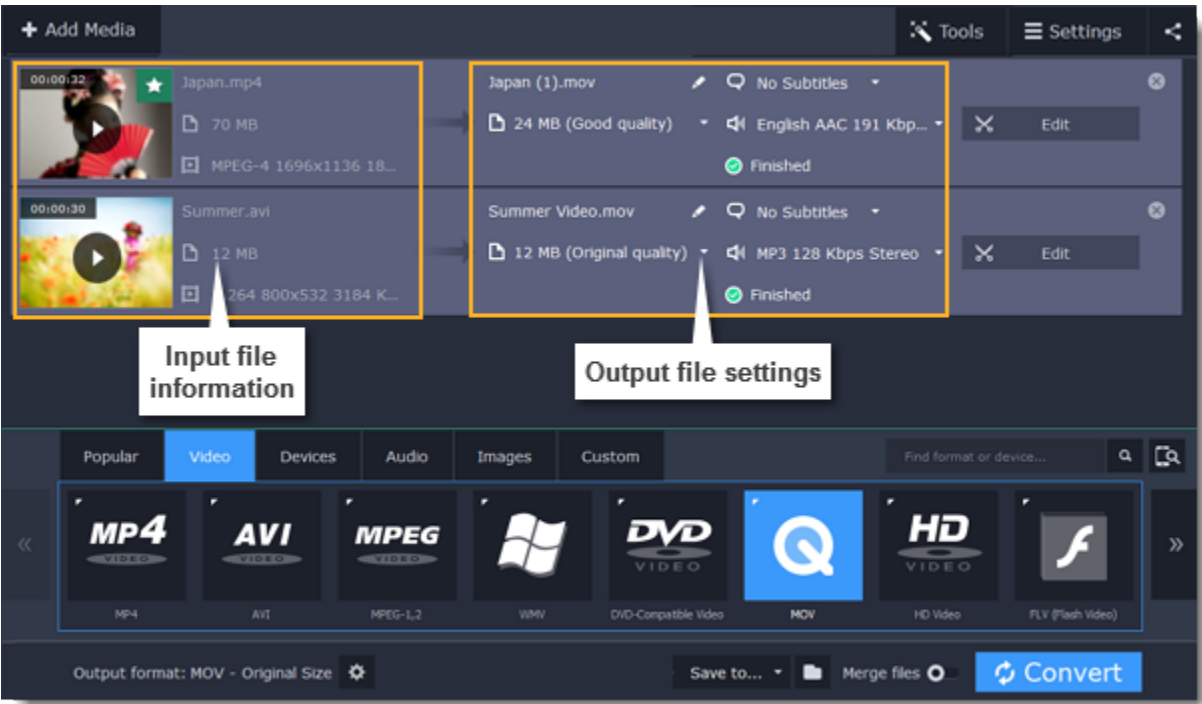 Add Media
Tools
Settings
00:00:32
Japan.mp4
70 MB
MPEG-4 1696x1136 18...
Japan (1).mov
No Subtitles
24 MB (Good quality)
English AAC 191 Kbp...
Edit
Finished
00:00:30
Summer.avi
12 MB
264 800x532 3184 K...
Summer Video.mov
No Subtitles
12 MB (Original quality)
MP3 128 Kbps Stereo
Edit
Finished
Input file
information
Output file settings
Popular
Video
Devices
Audio
Images
Custom
Find format or device...
MP4
VIDEO
AVI
VIDEO
MPEG
VIDEO
DVD
VIDEO
HD
VIDEO
MP4
AVI
MPEG-1,2
WMV
DVD-Compatible Video
MOV
HD Video
FLV (Flash Video)
Output format: MOV - Original Size
Save to...
Merge files
Convert